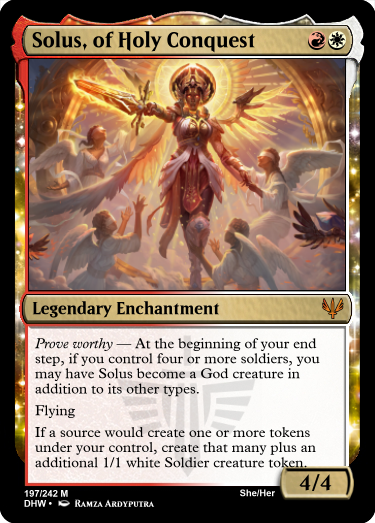 Solus, of Holy Conquest
Legendary Enchantment
Prove worthy — At the beginning of your end
step, if you control four or more soldiers, you
may have Solus become a God creature in
addition to its other types.
Flying
If a source would create one or more tokens
under your control, create that many plus an
additional 1/1 white Soldier creature token.
4/4
197/242 M
She/Her
DHW • Ramza Ardyputra